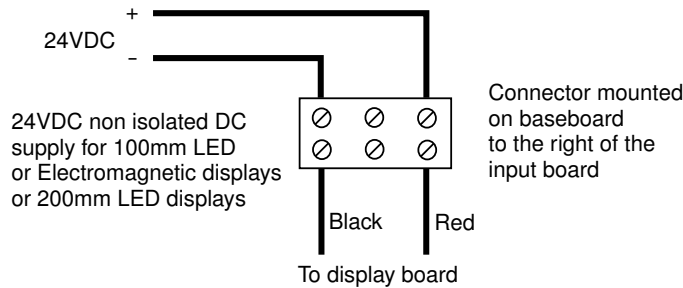 +
24VDC
-
24VDC non isolated DC
supply for 100mm LED
or Electromagnetic displays
or 200mm LED displays
Connector mounted
on baseboard
to the right of the
input board
Black
Red
To display board